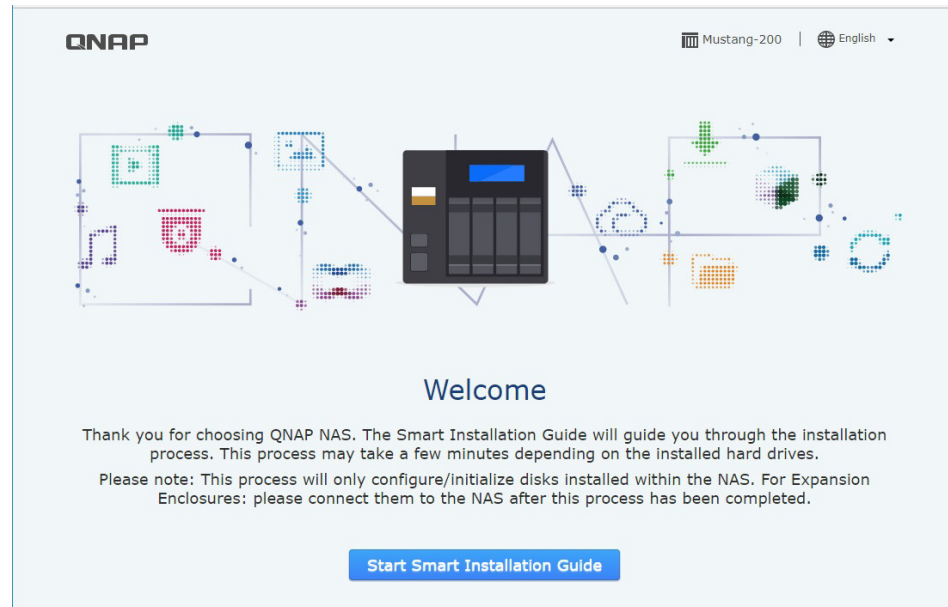 QNAP
Mustang-200 | English
Welcome
Thank you for choosing QNAP NAS. The Smart Installation Guide will guide you through the installation
process. This process may take a few minutes depending on the installed hard drives.
Please note: This process will only configure/initialize disks installed within the NAS. For Expansion
Enclosures: please connect them to the NAS after this process has been completed.
Start Smart Installation Guide